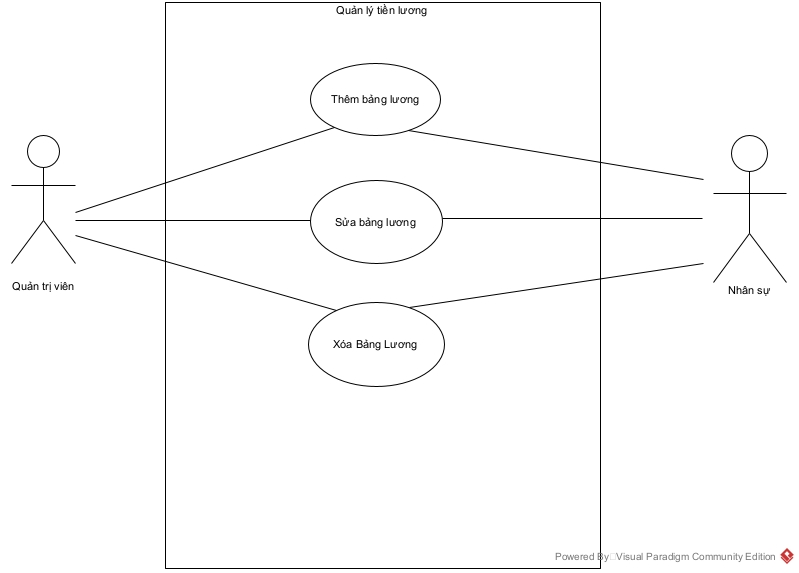 Quản lý tiền lương
Thêm bảng lương
Sửa bảng lương
Quản trị viên
Nhân sự
Xóa Bảng Lương
Powered By Visual Paradigm Community Edition